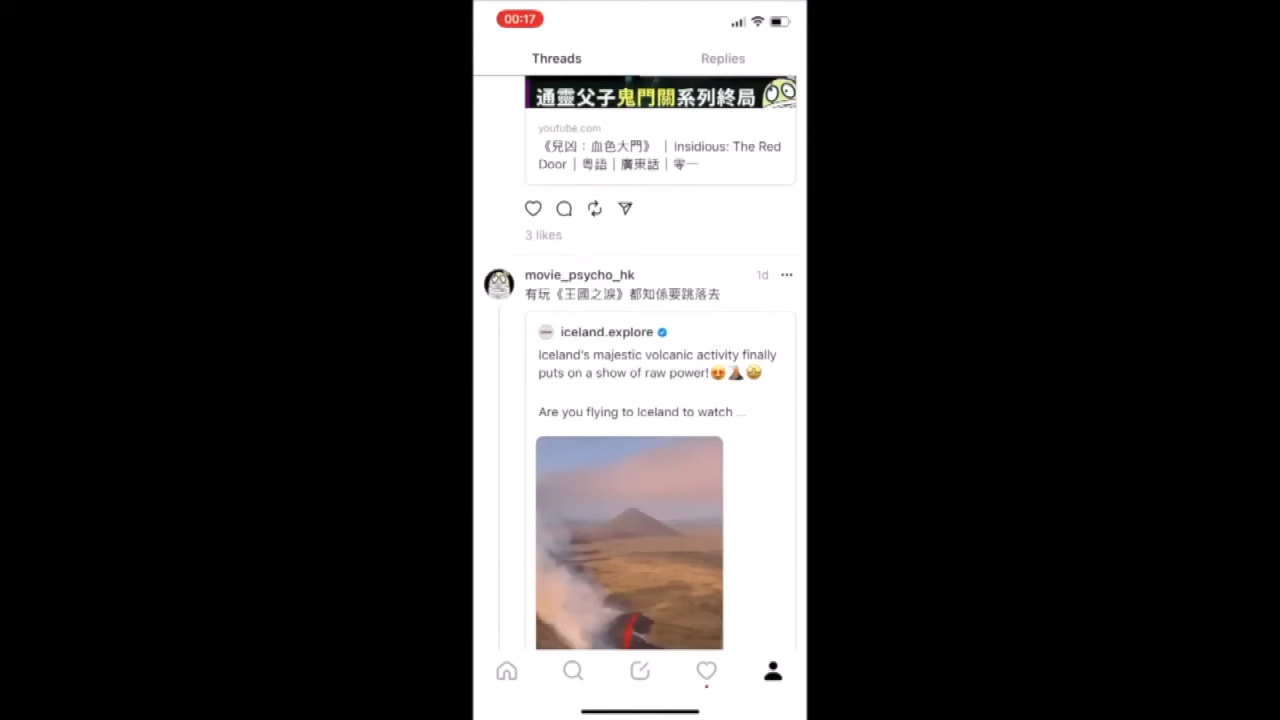 00:17
Threads
Replies
通靈父子鬼門關系列終局
youtube.com
《兒凶：血色大門》 ｜Insidious: The Red
Door｜粵語｜廣東話｜零一
3 likes
movie_psycho_hk
1d
有玩《王國之淚》都知係要跳落去
iceland.explore
Iceland's majestic volcanic activity finally
puts on a show of raw power!😍🌋🤩
Are you flying to Iceland to watch ...